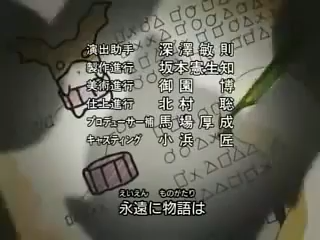 演出助手 深澤敏則
製作進行 坂本憲生知
美術進行 御園 博
仕上進行 北村 聡
プロデューサー補 馬場厚成
キャスティング 小浜 匠
えいえん ものがたり
永遠に物語は